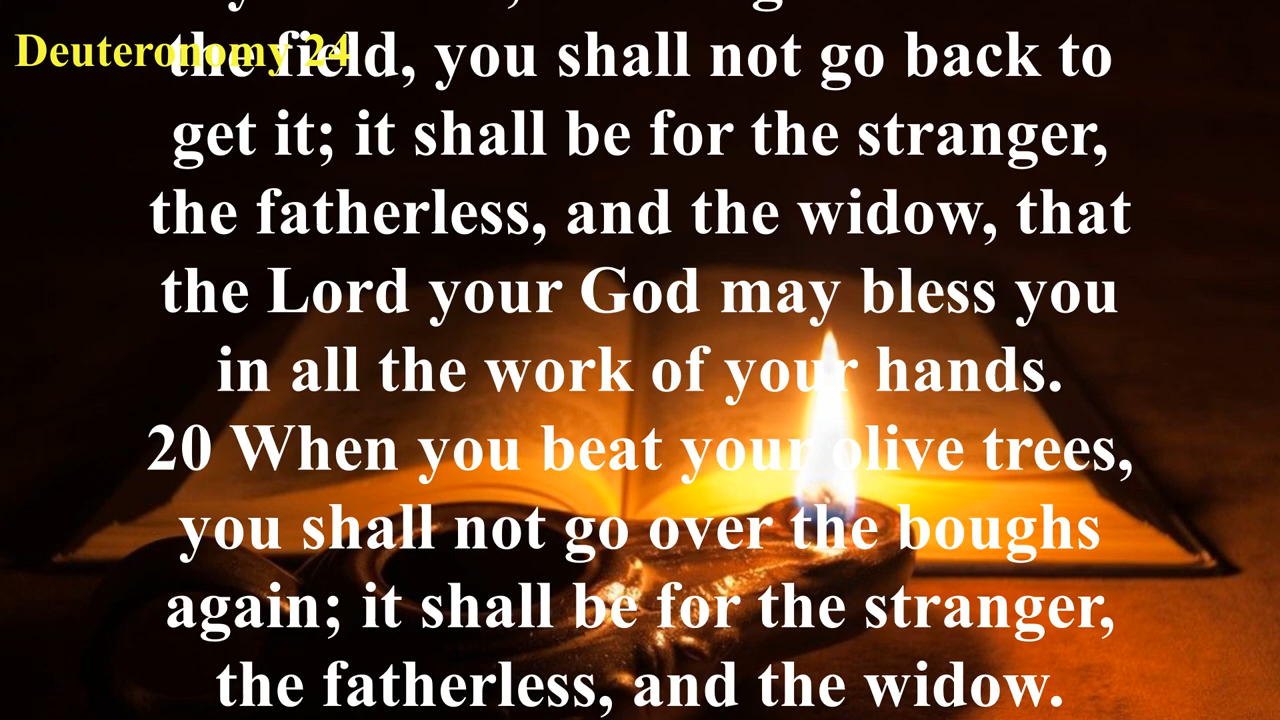 Deuteronomy 24
the field, you shall not go back to
get it; it shall be for the stranger,
the fatherless, and the widow, that
the Lord your God may bless you
in all the work of your hands.
20 When you beat your olive trees,
you shall not go over the boughs
again; it shall be for the stranger,
the fatherless, and the widow.